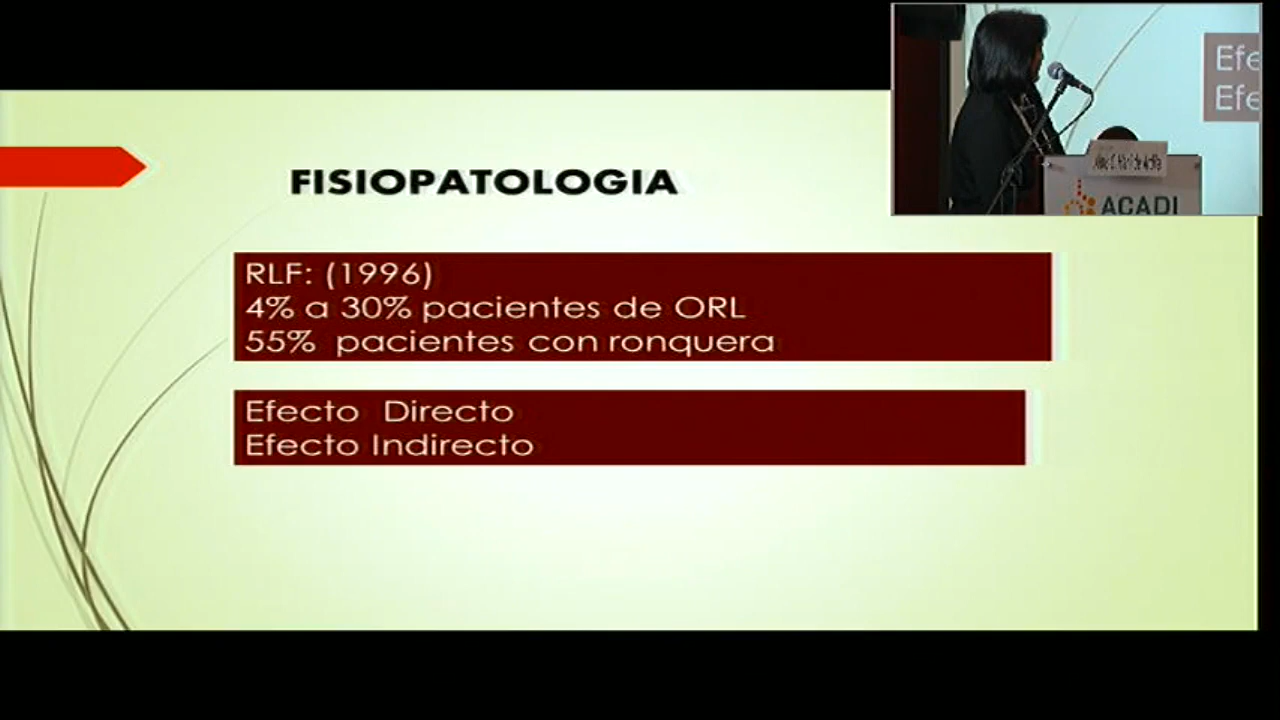 FISIOPATOLOGIA
RLF: (1996)
4% a 30% pacientes de ORL
55% pacientes con ronquera
Efecto Directo
Efecto Indirecto
Efe
Efe
ACADI